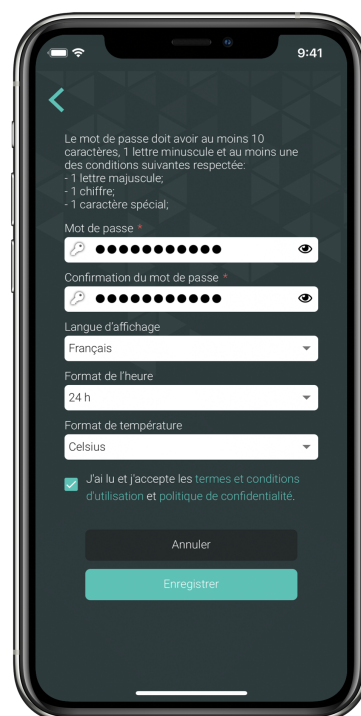 9:41
Le mot de passe doit avoir au moins 10
caractères, 1 lettre minuscule et au moins une
des conditions suivantes respectée:
- 1 lettre majuscule;
- 1 chiffre;
- 1 caractère spécial;
Mot de passe *
●●●●●●●●●●●
Confirmation du mot de passe *
●●●●●●●●●●●
Langue d'affichage
Français
Format de l'heure
24 h
Format de température
Celsius
J'ai lu et j'accepte les termes et conditions
d'utilisation et politique de confidentialité.
Annuler
Enregistrer